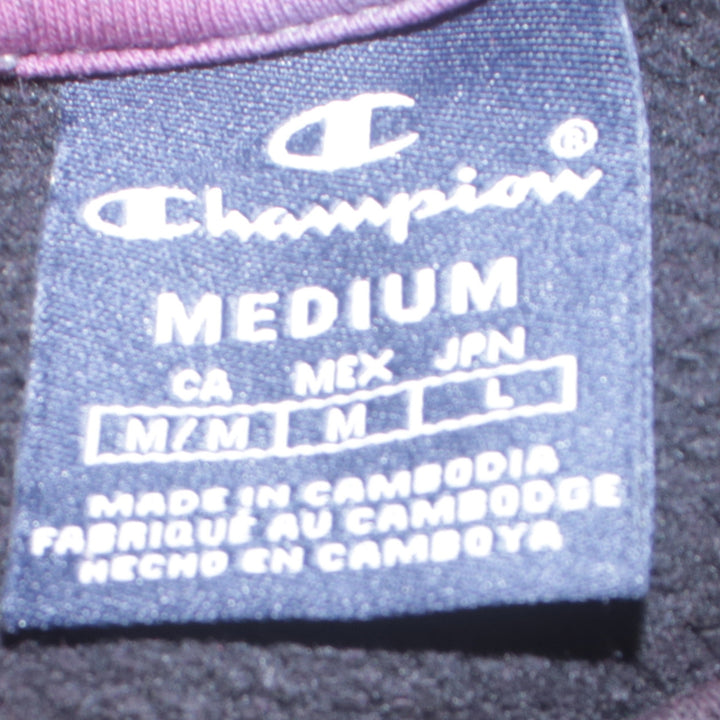 Champion®
MEDIUM
CA MEX JPN
M/M M L
MADE IN CAMBODIA
FABRIQUÉ AU CAMBODGE
HECHO EN CAMBOYA